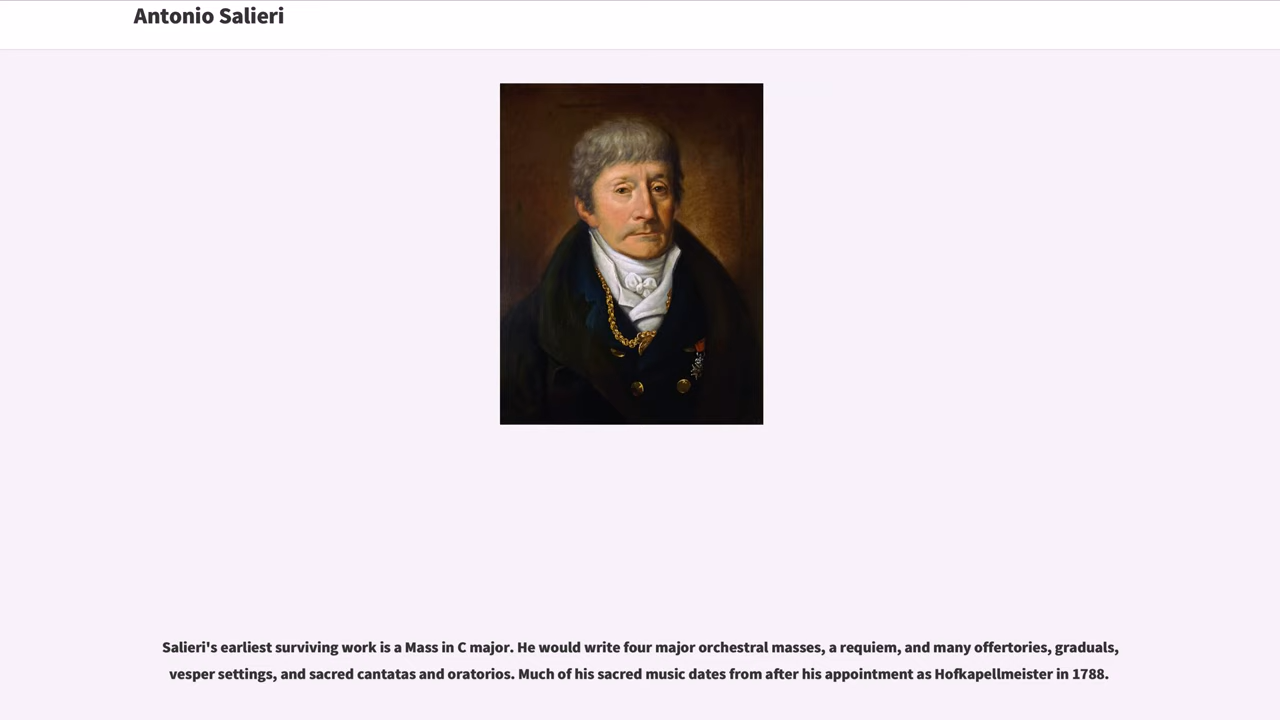 Antonio Salieri
Salieri's earliest surviving work is a Mass in C major. He would write four major orchestral masses, a requiem, and many offertories, graduals,
vesper settings, and sacred cantatas and oratorios. Much of his sacred music dates from after his appointment as Hofkapellmeister in 1788.